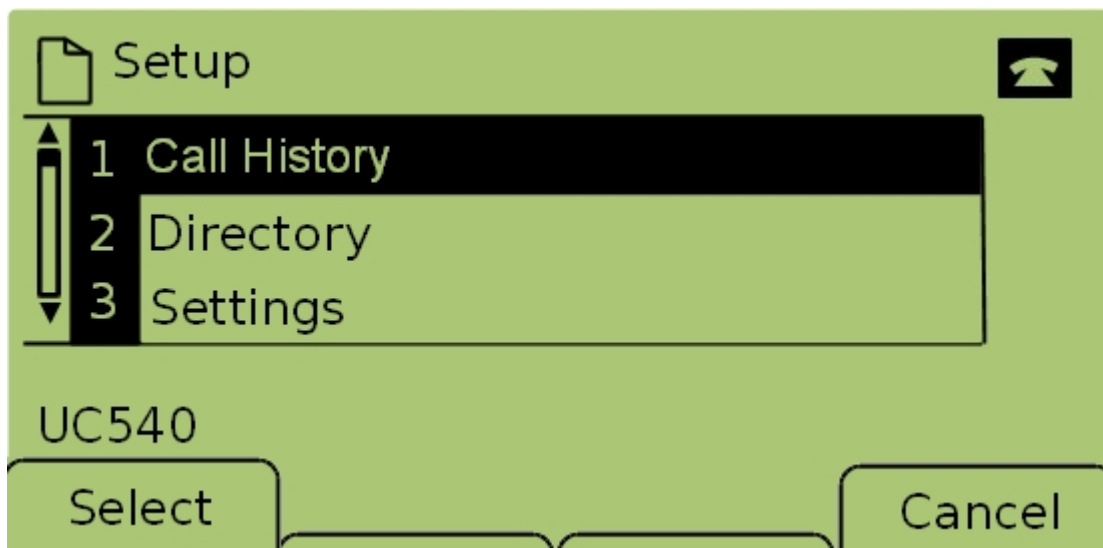 Setup
1 Call History
2 Directory
3 Settings
UC540
Select Cancel